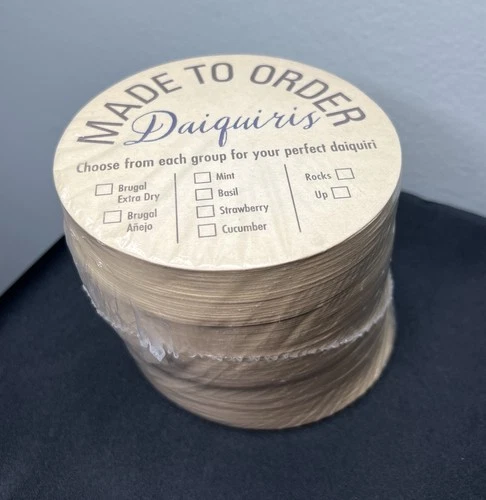 MADE TO ORDER
Daiquiris
Choose from each group for your perfect daiquiri
Brugal
Extra Dry
Brugal
Añejo
Mint
Basil
Strawberry
Cucumber
Rocks
Up